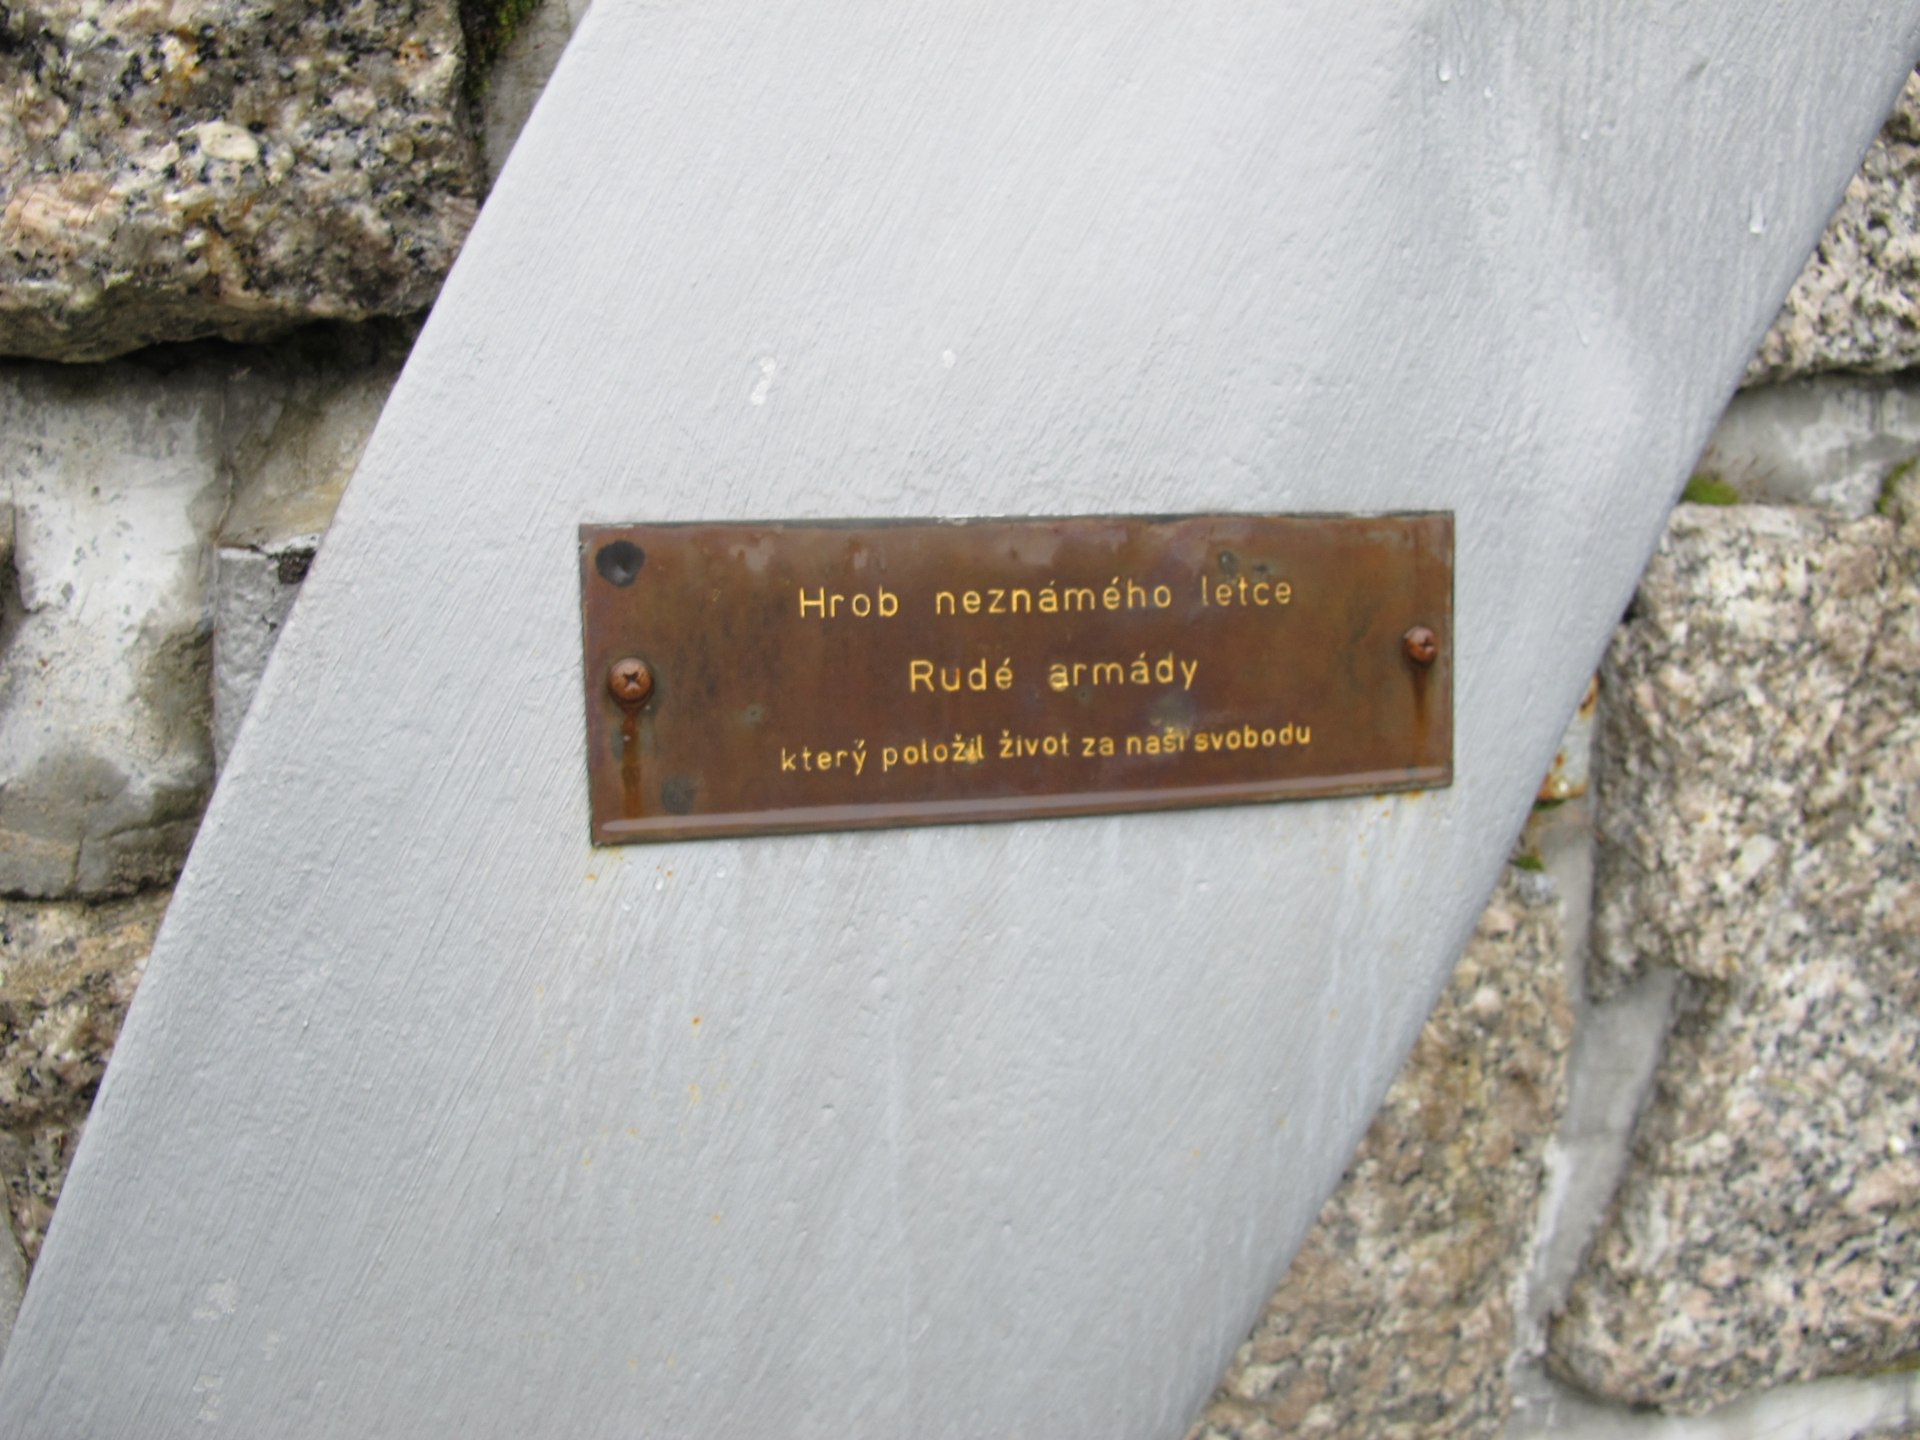 Hrob neznámého letce
Rudé armády
který položil život za naši svobodu